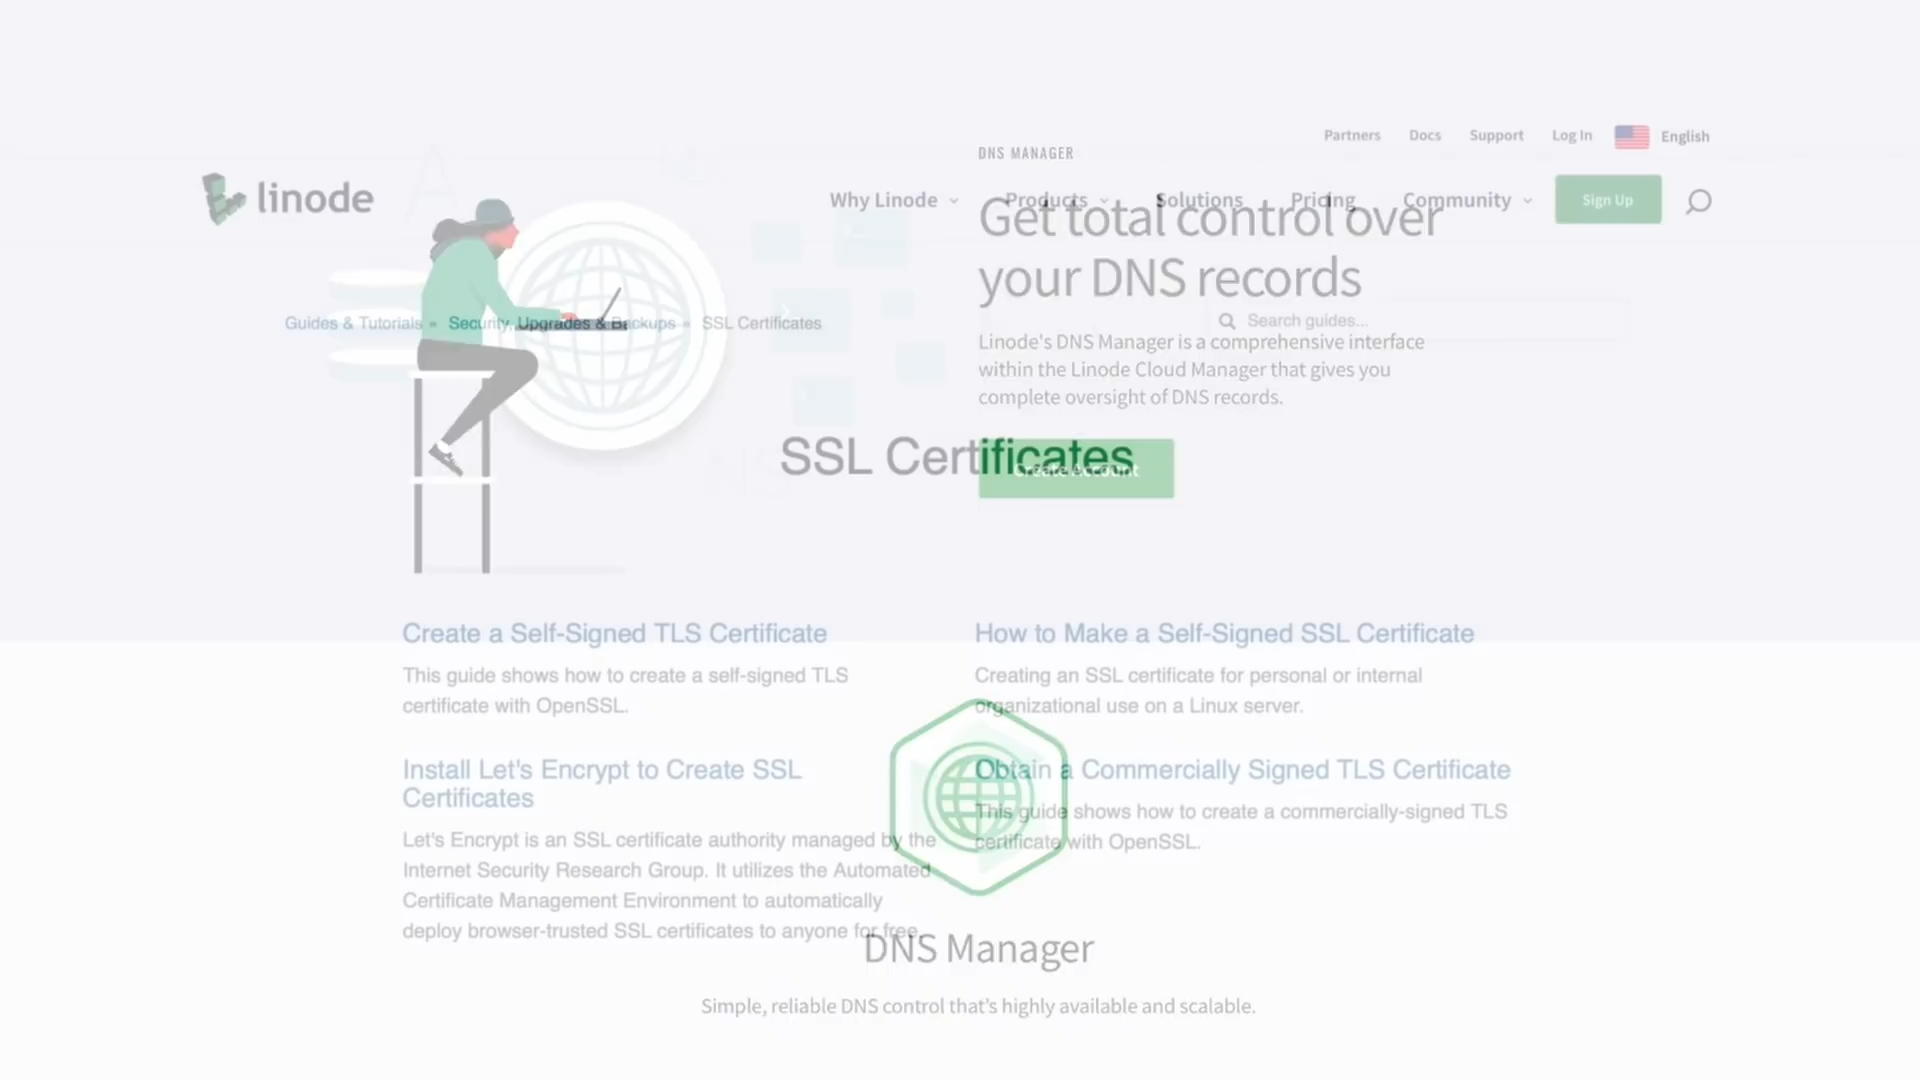 Partners Docs Support Log In English
DNS MANAGER
linode
Why Linode Products Solutions Pricing Community Sign Up
Get total control over
your DNS records
Guides & Tutorials » Security, Upgrades & Backups » SSL Certificates
Search guides...
Linode's DNS Manager is a comprehensive interface
within the Linode Cloud Manager that gives you
complete oversight of DNS records.
SSL Certificates
Create Account
Create a Self-Signed TLS Certificate
This guide shows how to create a self-signed TLS
certificate with OpenSSL.
How to Make a Self-Signed SSL Certificate
Creating an SSL certificate for personal or internal
organizational use on a Linux server.
Install Let's Encrypt to Create SSL
Certificates
Let's Encrypt is an SSL certificate authority managed by the
Internet Security Research Group. It utilizes the Automated
Certificate Management Environment to automatically
deploy browser-trusted SSL certificates to anyone for free.
Obtain a Commercially Signed TLS Certificate
This guide shows how to create a commercially-signed TLS
certificate with OpenSSL.
DNS Manager
Simple, reliable DNS control that's highly available and scalable.